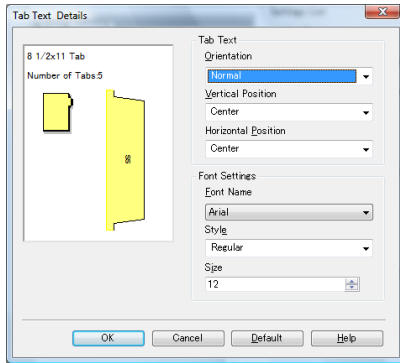 Tab Text Details
8 1/2x11 Tab
Number of Tabs:5
Tab Text
Orientation
Normal
Vertical Position
Center
Horizontal Position
Center
Font Settings
Font Name
Arial
Style
Regular
Size
12
OK
Cancel
Default
Help